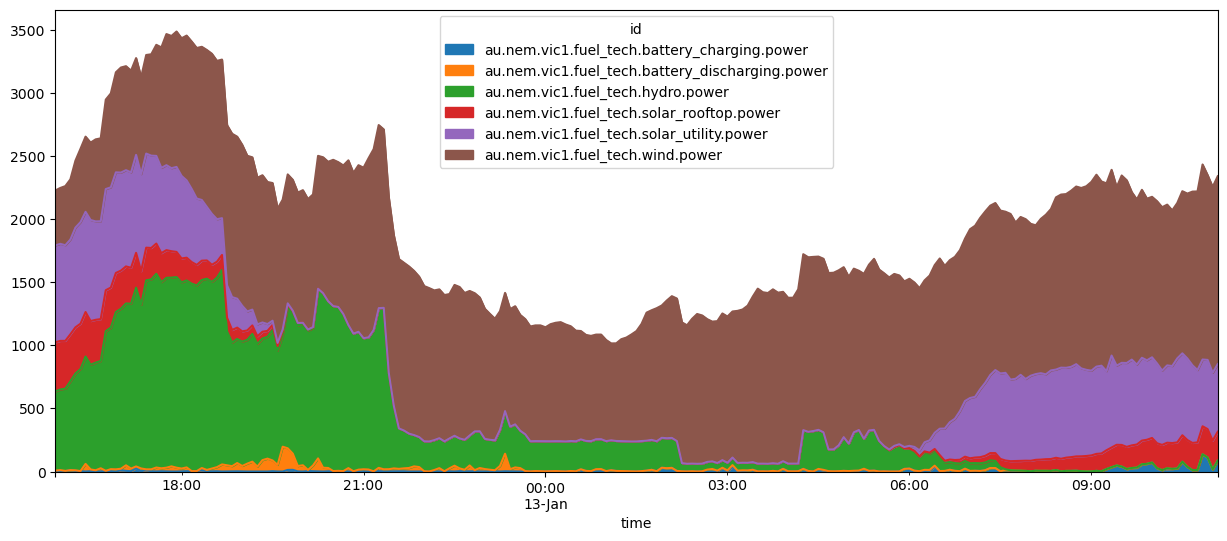 3500
3000
2500
2000
1500
1000
500
0
id
au.nem.vic1.fuel_tech.battery_charging.power
au.nem.vic1.fuel_tech.battery_discharging.power
au.nem.vic1.fuel_tech.hydro.power
au.nem.vic1.fuel_tech.solar_rooftop.power
au.nem.vic1.fuel_tech.solar_utility.power
au.nem.vic1.fuel_tech.wind.power
18:00 21:00 00:00 03:00 06:00 09:00
13-Jan
time